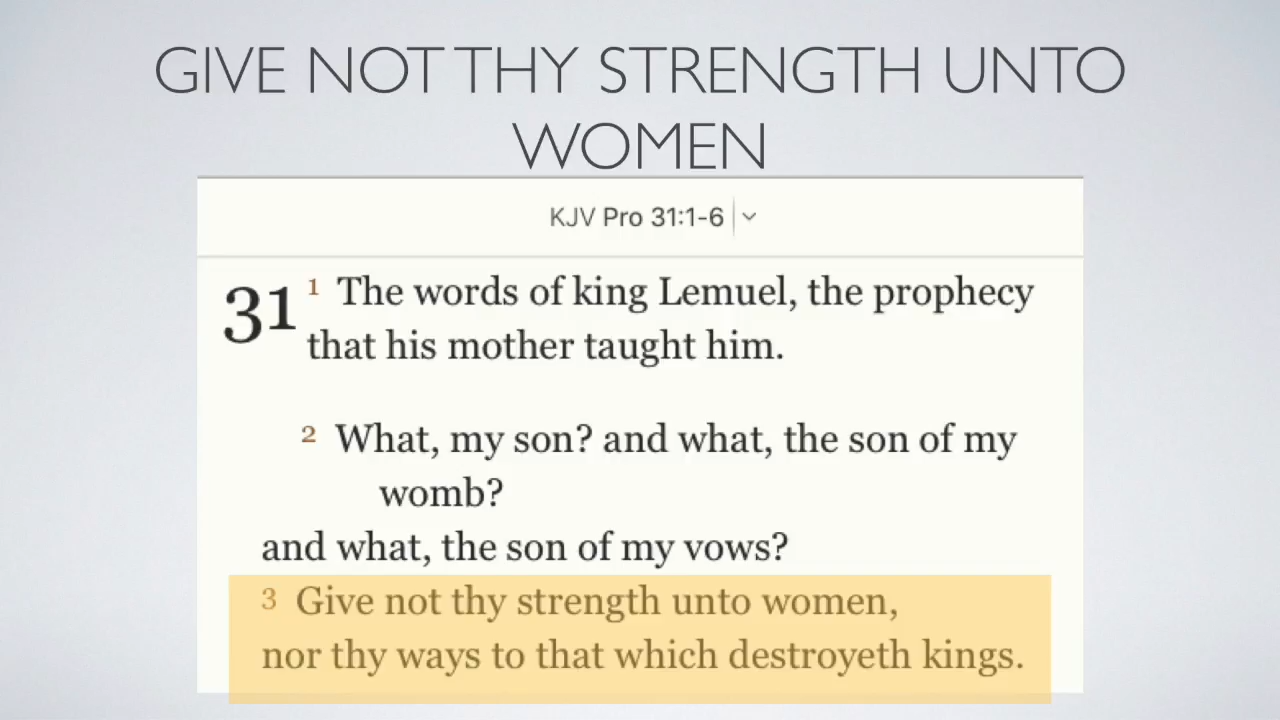 GIVE NOT THY STRENGTH UNTO
WOMEN
KJV Pro 31:1-6
31 1 The words of king Lemuel, the prophecy
that his mother taught him.
2 What, my son? and what, the son of my
womb?
and what, the son of my vows?
3 Give not thy strength unto women,
nor thy ways to that which destroyeth kings.